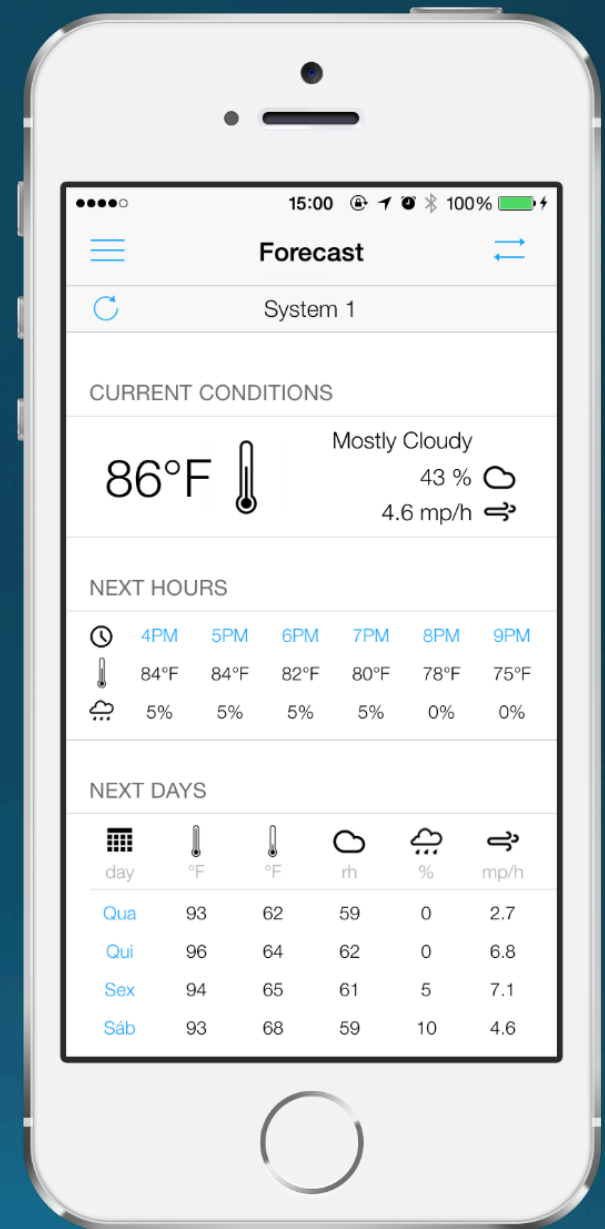 15:00 100%
Forecast
System 1
CURRENT CONDITIONS
86°F
Mostly Cloudy
43 %
4.6 mp/h
NEXT HOURS
4PM 5PM 6PM 7PM 8PM 9PM
84°F 84°F 82°F 80°F 78°F 75°F
5% 5% 5% 5% 0% 0%
NEXT DAYS
day °F °F rh % mp/h
Qua 93 62 59 0 2.7
Qui 96 64 62 0 6.8
Sex 94 65 61 5 7.1
Sáb 93 68 59 10 4.6